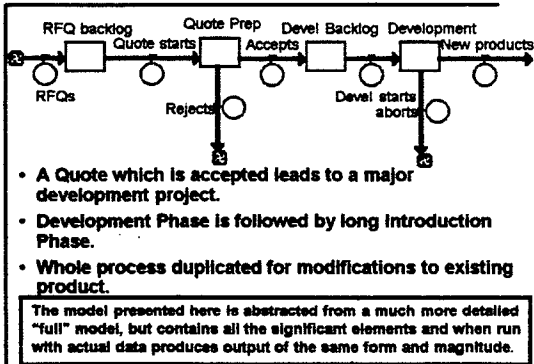 Quote Prep
RFQ backlog
Devel Backlog
Development
Quote starts
Accepts
New products
RFQs
Rejects
Devel starts
aborts
• A Quote which is accepted leads to a major
development project.
• Development Phase is followed by long Introduction
Phase.
• Whole process duplicated for modifications to existing
product.
The model presented here is abstracted from a much more detailed
"full" model, but contains all the significant elements and when run
with actual data produces output of the same form and magnitude.